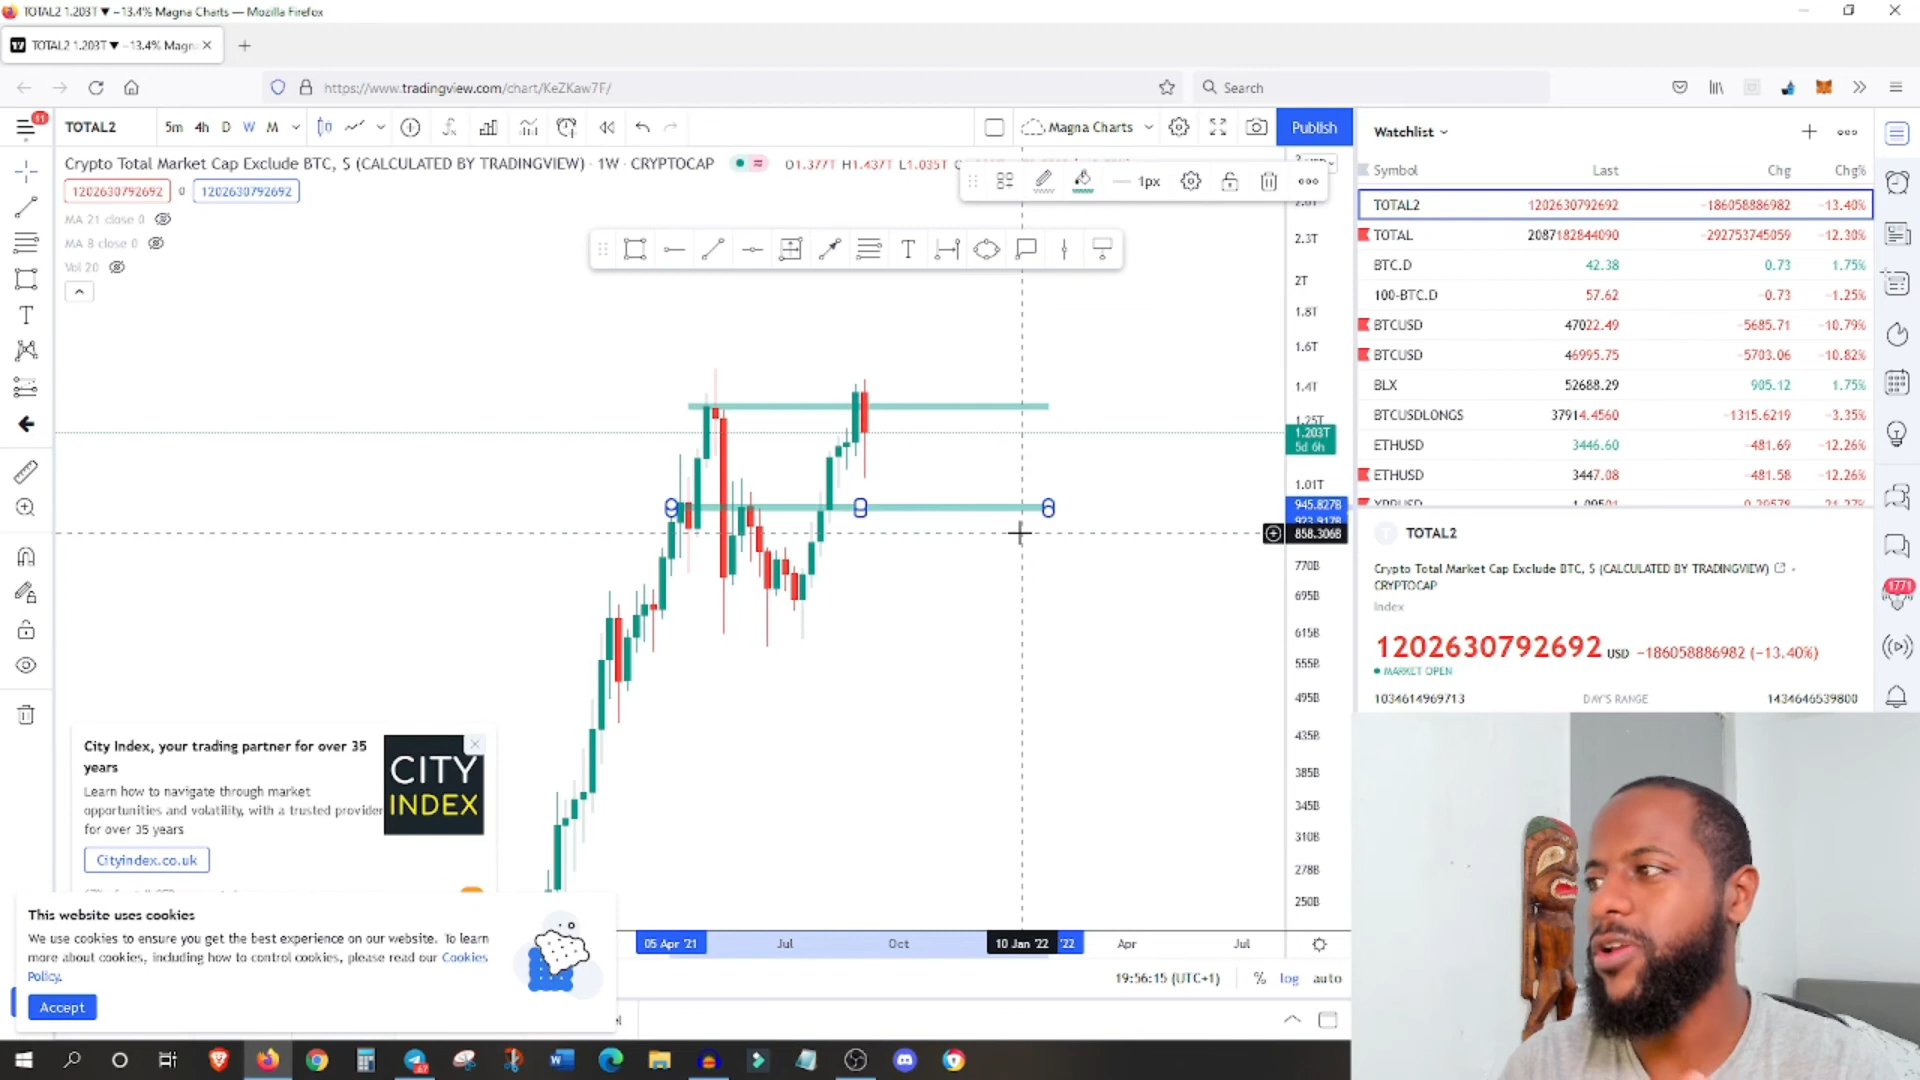 TOTAL2 1.203T ▼ −13.4% Magna Charts — Mozilla Firefox
TOTAL2 1.203T ▼ −13.4% Magn
https://www.tradingview.com/chart/KeZKaw7F/
Search
11
TOTAL2
5m 4h D W M
Magna Charts
Publish
Crypto Total Market Cap Exclude BTC, $ (CALCULATED BY TRADINGVIEW) · 1W · CRYPTOCAP
O1.377T H1.437T L1.035T
1px
1202630792692 0 1202630792692
MA 21 close 0
MA 8 close 0
Vol 20
2.3T
2T
1.8T
1.6T
1.4T
1.25T
1.203T
5d 6h
1.01T
945.827B
923.917B
858.306B
770B
695B
615B
555B
495B
435B
385B
345B
310B
278B
250B
05 Apr '21
Jul
Oct
10 Jan '22
'22
Apr
Jul
19:56:15 (UTC+1)
%
log
auto
City Index, your trading partner for over 35
years
Learn how to navigate through market
opportunities and volatility, with a trusted provider
for over 35 years
Cityindex.co.uk
CITY
INDEX
This website uses cookies
We use cookies to ensure you get the best experience on our website. To learn
more about cookies, including how to control cookies, please read our Cookies
Policy.
Accept
Watchlist
Symbol Last Chg Chg%
TOTAL2 1202630792692 −186058886982 −13.40%
TOTAL 2087182844090 −292753745059 −12.30%
BTC.D 42.38 0.73 1.75%
100-BTC.D 57.62 −0.73 −1.25%
BTCUSD 47022.49 −5685.71 −10.79%
BTCUSD 46995.75 −5703.06 −10.82%
BLX 52688.29 905.12 1.75%
BTCUSDLONGS 37914.4560 −1315.6219 −3.35%
ETHUSD 3446.60 −481.69 −12.26%
ETHUSD 3447.08 −481.58 −12.26%
TOTAL2
Crypto Total Market Cap Exclude BTC, $ (CALCULATED BY TRADINGVIEW)
CRYPTOCAP
Index
1202630792692 USD −186058886982 (−13.40%)
MARKET OPEN
1034614969713 DAY'S RANGE 1434646539800
1771